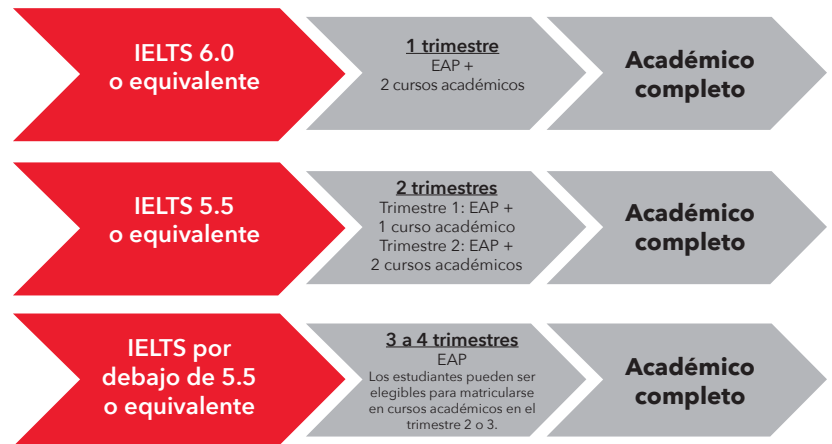 IELTS 6.0
o equivalente
1 trimestre
EAP +
2 cursos académicos
Académico
completo
IELTS 5.5
o equivalente
2 trimestres
Trimestre 1: EAP +
1 curso académico
Trimestre 2: EAP +
2 cursos académicos
Académico
completo
IELTS por
debajo de 5.5
o equivalente
3 a 4 trimestres
EAP
Los estudiantes pueden ser
elegibles para matricularse
en cursos académicos en el
trimestre 2 o 3.
Académico
completo